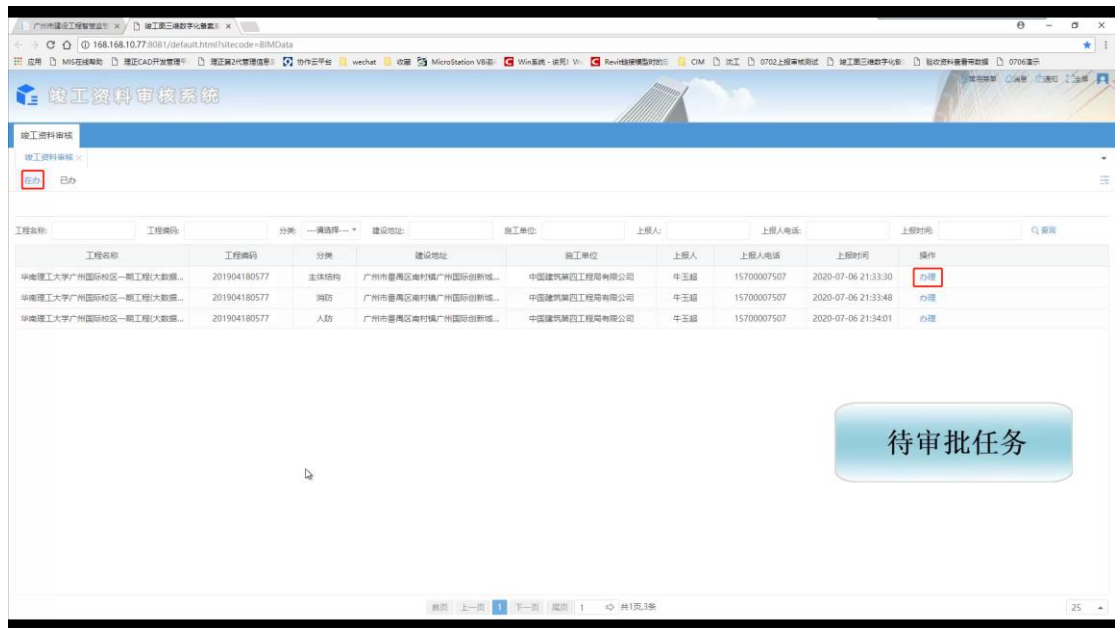 广州市建设工程智慧监管 竣工图三维数字化备案系
168.168.10.77:8081/default.html?sitecode=BIMData
应用 MIS在线帮助 理正CAD开发管理平 理正第2代管理信息 协作云平台 wechat 收藏 MicroStation V8i基 Win系统 - 诶死! Wi Revit链接模型时的 CIM 沈工 0702上报审核测试 竣工图三维数字化备 验收资料查看带数据 0706演示
竣工资料审核系统
常用菜单 消息 通知 全屏
竣工资料审核
竣工资料审核
在办 已办
工程名称: 工程编码: 分类: ---请选择--- 建设地址: 施工单位: 上报人: 上报人电话: 上报时间: 查询
工程名称 工程编码 分类 建设地址 施工单位 上报人 上报人电话 上报时间 操作
华南理工大学广州国际校区一期工程(大数据... 201904180577 主体结构 广州市番禺区南村镇广州国际创新城... 中国建筑第四工程局有限公司 牛玉超 15700007507 2020-07-06 21:33:30 办理
华南理工大学广州国际校区一期工程(大数据... 201904180577 消防 广州市番禺区南村镇广州国际创新城... 中国建筑第四工程局有限公司 牛玉超 15700007507 2020-07-06 21:33:48 办理
华南理工大学广州国际校区一期工程(大数据... 201904180577 人防 广州市番禺区南村镇广州国际创新城... 中国建筑第四工程局有限公司 牛玉超 15700007507 2020-07-06 21:34:01 办理
待审批任务
首页 上一页 1 下一页 尾页 1 共1页,3条 25